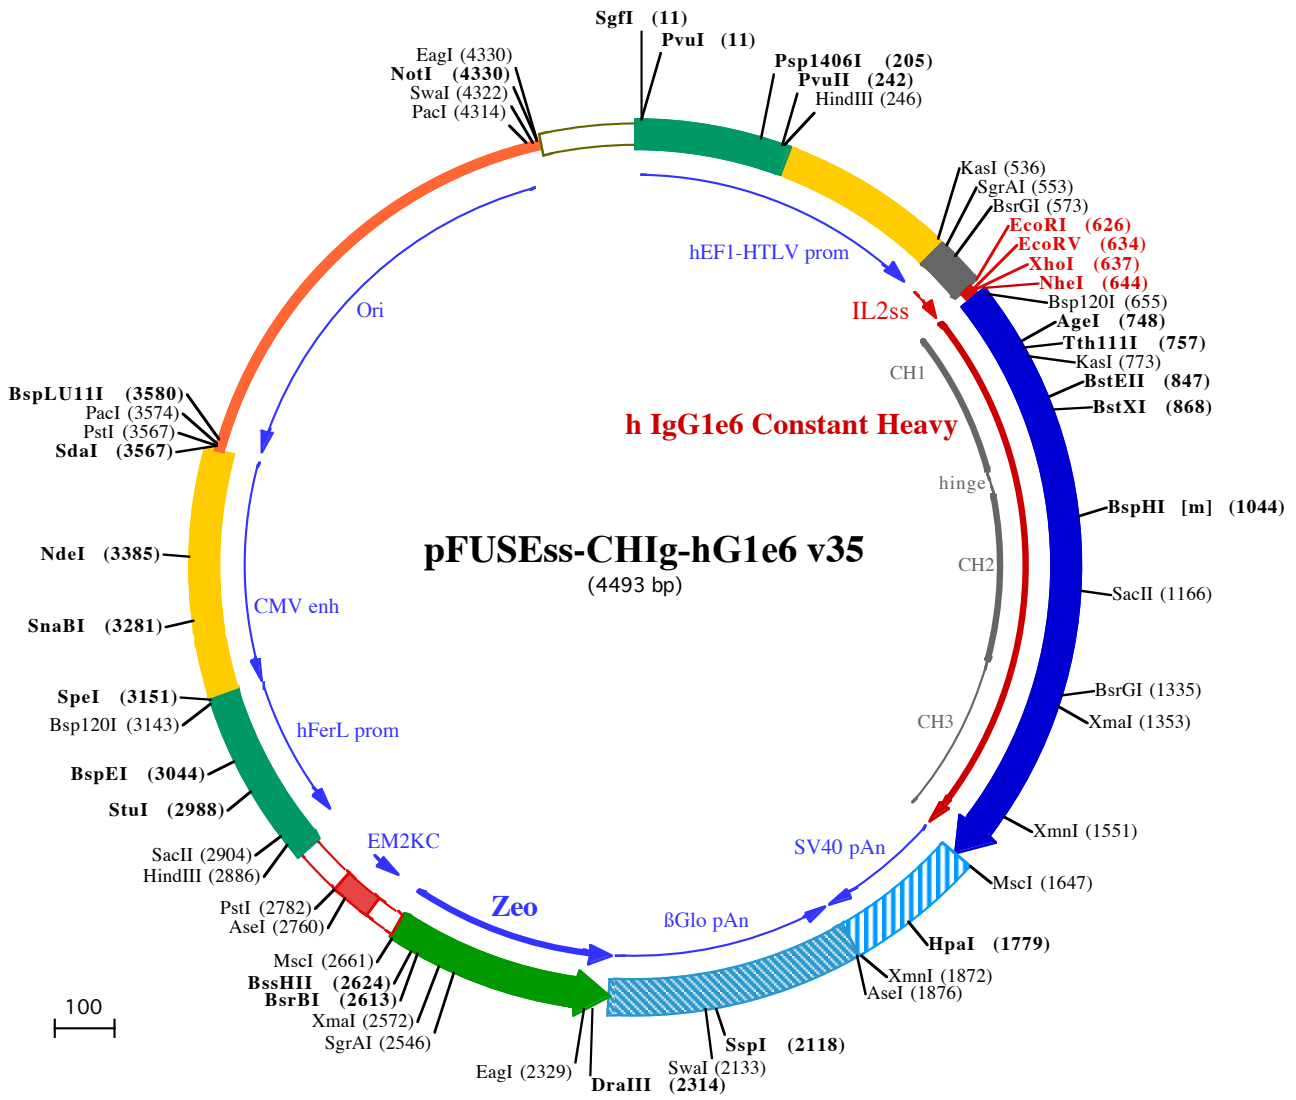 SgfI (11)
PvuI (11)
Psp1406I (205)
PvuII (242)
HindIII (246)
EagI (4330)
NotI (4330)
SwaI (4322)
PacI (4314)
KasI (536)
SgrAI (553)
BsrGI (573)
EcoRI (626)
EcoRV (634)
XhoI (637)
NheI (644)
Bsp120I (655)
AgeI (748)
Tth111I (757)
KasI (773)
BstEII (847)
BstXI (868)
BspHI [m] (1044)
SacII (1166)
BsrGI (1335)
XmaI (1353)
XmnI (1551)
MscI (1647)
HpaI (1779)
XmnI (1872)
AseI (1876)
SspI (2118)
SwaI (2133)
DraIII (2314)
EagI (2329)
SgrAI (2546)
XmaI (2572)
BsrBI (2613)
BssHII (2624)
MscI (2661)
AseI (2760)
PstI (2782)
HindIII (2886)
SacII (2904)
StuI (2988)
BspEI (3044)
Bsp120I (3143)
SpeI (3151)
SnaBI (3281)
NdeI (3385)
SdaI (3567)
PstI (3567)
PacI (3574)
BspLU11I (3580)
hEF1-HTLV prom
IL2ss
CH1
h IgG1e6 Constant Heavy
hinge
CH2
CH3
SV40 pAn
ßGlo pAn
Zeo
EM2KC
hFerL prom
CMV enh
Ori
pFUSEss-CHIg-hG1e6 v35
(4493 bp)
100